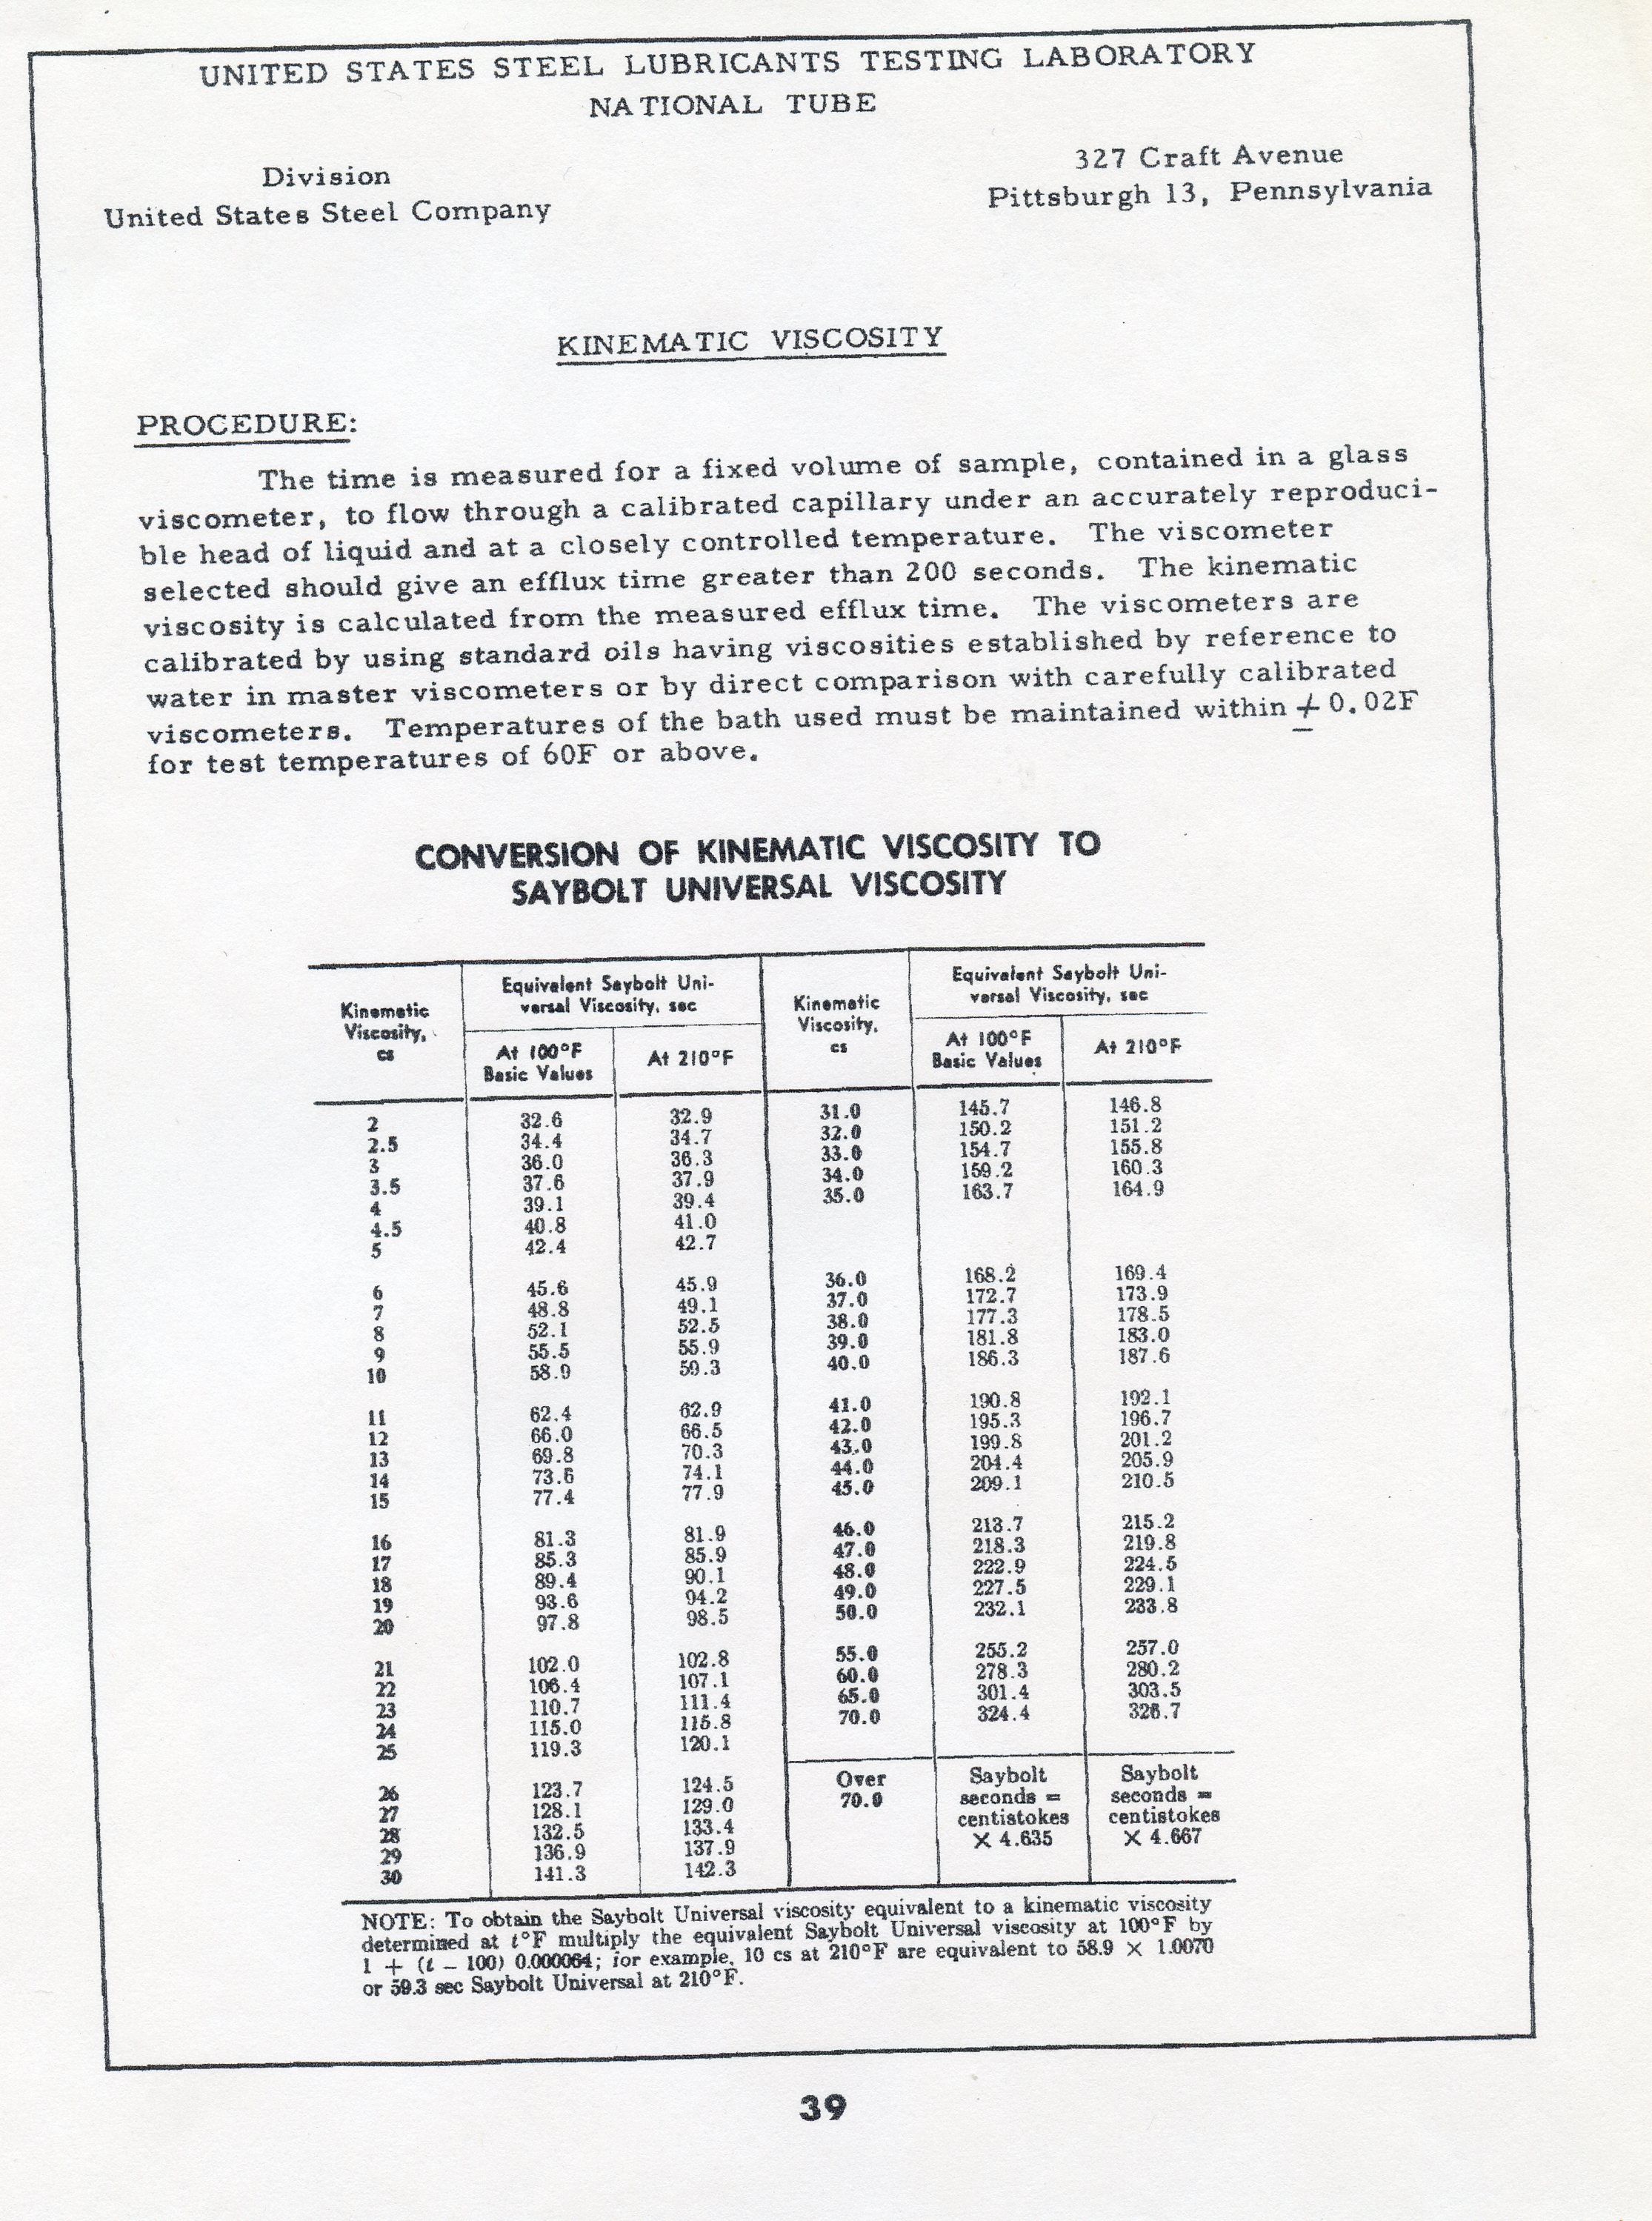 UNITED STATES STEEL LUBRICANTS TESTING LABORATORY
NATIONAL TUBE
Division
United States Steel Company
327 Craft Avenue
Pittsburgh 13, Pennsylvania
KINEMATIC VISCOSITY
PROCEDURE:
The time is measured for a fixed volume of sample, contained in a glass
viscometer, to flow through a calibrated capillary under an accurately reproduci-
ble head of liquid and at a closely controlled temperature. The viscometer
selected should give an efflux time greater than 200 seconds. The kinematic
viscosity is calculated from the measured efflux time. The viscometers are
calibrated by using standard oils having viscosities established by reference to
water in master viscometers or by direct comparison with carefully calibrated
viscometers. Temperatures of the bath used must be maintained within ± 0.02F
for test temperatures of 60F or above.
CONVERSION OF KINEMATIC VISCOSITY TO
SAYBOLT UNIVERSAL VISCOSITY
Kinematic
Viscosity,
cs
Equivalent Saybolt Uni-
versal Viscosity, sec
At 100°F
Basic Values
At 210°F
Kinematic
Viscosity,
cs
Equivalent Saybolt Uni-
versal Viscosity, sec
At 100°F
Basic Values
At 210°F
2 32.6 32.9 31.0 145.7 146.8
2.5 34.4 34.7 32.0 150.2 151.2
3 36.0 36.3 33.0 154.7 155.8
3.5 37.6 37.9 34.0 159.2 160.3
4 39.1 39.4 35.0 163.7 164.9
4.5 40.8 41.0
5 42.4 42.7
6 45.6 45.9 36.0 168.2 169.4
7 48.8 49.1 37.0 172.7 173.9
8 52.1 52.5 38.0 177.3 178.5
9 55.5 55.9 39.0 181.8 183.0
10 58.9 59.3 40.0 186.3 187.6
11 62.4 62.9 41.0 190.8 192.1
12 66.0 66.5 42.0 195.3 196.7
13 69.8 70.3 43.0 199.8 201.2
14 73.6 74.1 44.0 204.4 205.9
15 77.4 77.9 45.0 209.1 210.5
16 81.3 81.9 46.0 213.7 215.2
17 85.3 85.9 47.0 218.3 219.8
18 89.4 90.1 48.0 222.9 224.5
19 93.6 94.2 49.0 227.5 229.1
20 97.8 98.5 50.0 232.1 233.8
21 102.0 102.8 55.0 255.2 257.0
22 106.4 107.1 60.0 278.3 280.2
23 110.7 111.4 65.0 301.4 303.5
24 115.0 115.8 70.0 324.4 326.7
25 119.3 120.1
26 123.7 124.5
27 128.1 129.0
28 132.5 133.4
29 136.9 137.9
30 141.3 142.3
Over
70.0
Saybolt
seconds =
centistokes
× 4.635
Saybolt
seconds =
centistokes
× 4.667
NOTE: To obtain the Saybolt Universal viscosity equivalent to a kinematic viscosity
determined at t°F multiply the equivalent Saybolt Universal viscosity at 100°F by
1 + (t – 100) 0.000064; for example, 10 cs at 210°F are equivalent to 58.9 × 1.0070
or 59.3 sec Saybolt Universal at 210°F.
39